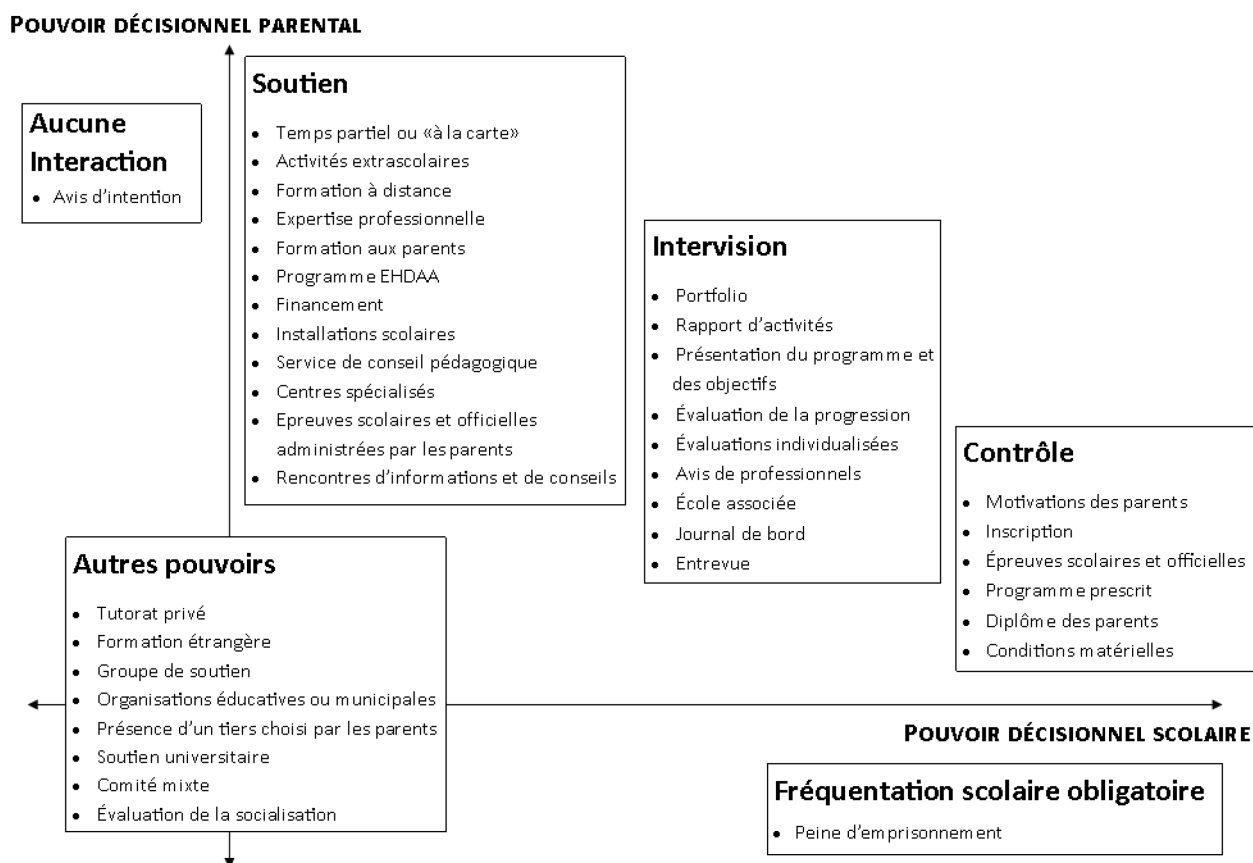 POUVOIR DÉCISIONNEL PARENTAL
Aucune
Interaction
• Avis d'intention
Soutien
• Temps partiel ou «à la carte»
• Activités extrascolaires
• Formation à distance
• Expertise professionnelle
• Formation aux parents
• Programme EHDAA
• Financement
• Installations scolaires
• Service de conseil pédagogique
• Centres spécialisés
• Epreuves scolaires et officielles
administrées par les parents
• Rencontres d'informations et de conseils
Intervision
• Portfolio
• Rapport d'activités
• Présentation du programme et
des objectifs
• Évaluation de la progression
• Évaluations individualisées
• Avis de professionnels
• École associée
• Journal de bord
• Entrevue
Contrôle
• Motivations des parents
• Inscription
• Épreuves scolaires et officielles
• Programme prescrit
• Diplôme des parents
• Conditions matérielles
Autres pouvoirs
• Tutorat privé
• Formation étrangère
• Groupe de soutien
• Organisations éducatives ou municipales
• Présence d'un tiers choisi par les parents
• Soutien universitaire
• Comité mixte
• Évaluation de la socialisation
POUVOIR DÉCISIONNEL SCOLAIRE
Fréquentation scolaire obligatoire
• Peine d'emprisonnement